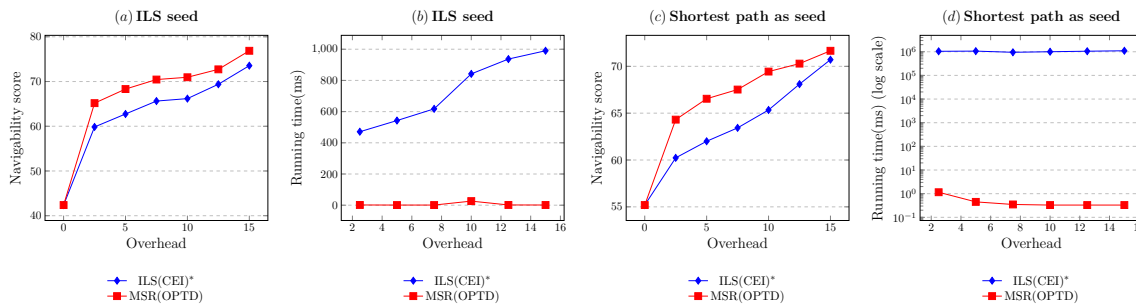 (a) ILS seed
80
70
60
50
40
0
5
10
15
Navigability score
Overhead
ILS(CEI)*
MSR(OPTD)
(b) ILS seed
1,000
800
600
400
200
0
2
4
6
8
10
12
14
16
Running time(ms)
Overhead
ILS(CEI)*
MSR(OPTD)
(c) Shortest path as seed
70
65
60
55
0
5
10
15
Navigability score
Overhead
ILS(CEI)*
MSR(OPTD)
(d) Shortest path as seed
10^6
10^5
10^4
10^3
10^2
10^1
10^0
10^-1
2
4
6
8
10
12
14
Running time(ms) (log scale)
Overhead
ILS(CEI)*
MSR(OPTD)